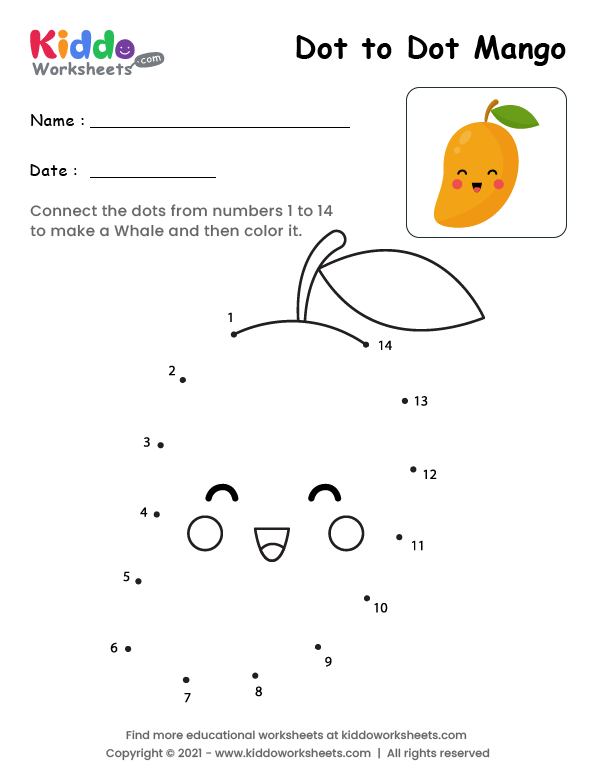 Kiddo
Worksheets
.com
Dot to Dot Mango
Name :
Date :
Connect the dots from numbers 1 to 14
to make a Whale and then color it.
1
14
2
13
3
12
4
11
5
10
6
9
7
8
Find more educational worksheets at kiddoworksheets.com
Copyright © 2021 - www.kiddoworksheets.com | All rights reserved